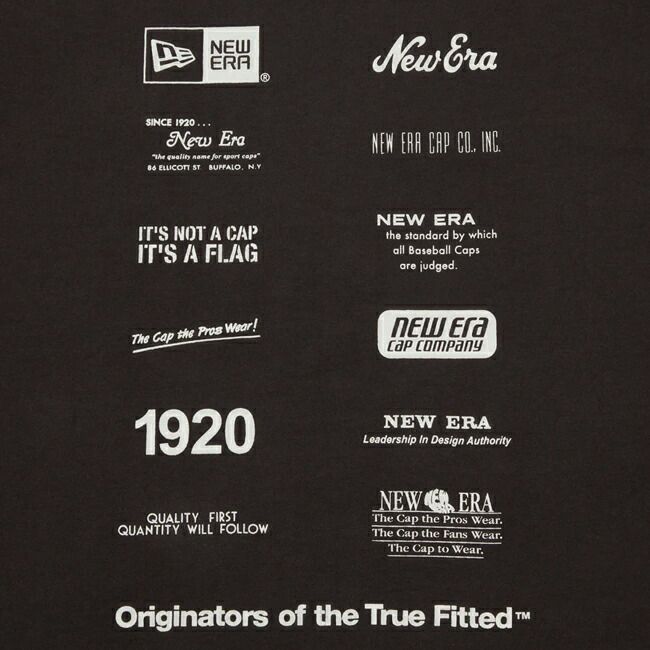 NEW
ERA
®
New Era
SINCE 1920 ...
New Era
"the quality name for sport caps"
86 ELLICOTT ST. BUFFALO, N.Y
NEW ERA CAP CO., INC.
IT'S NOT A CAP
IT'S A FLAG
NEW ERA
the standard by which
all Baseball Caps
are judged.
The Cap the Pros Wear!
new era
cap company
1920
NEW ERA
Leadership In Design Authority
QUALITY FIRST
QUANTITY WILL FOLLOW
NEW ERA
The Cap the Pros Wear.
The Cap the Fans Wear.
The Cap to Wear.
Originators of the True Fitted™